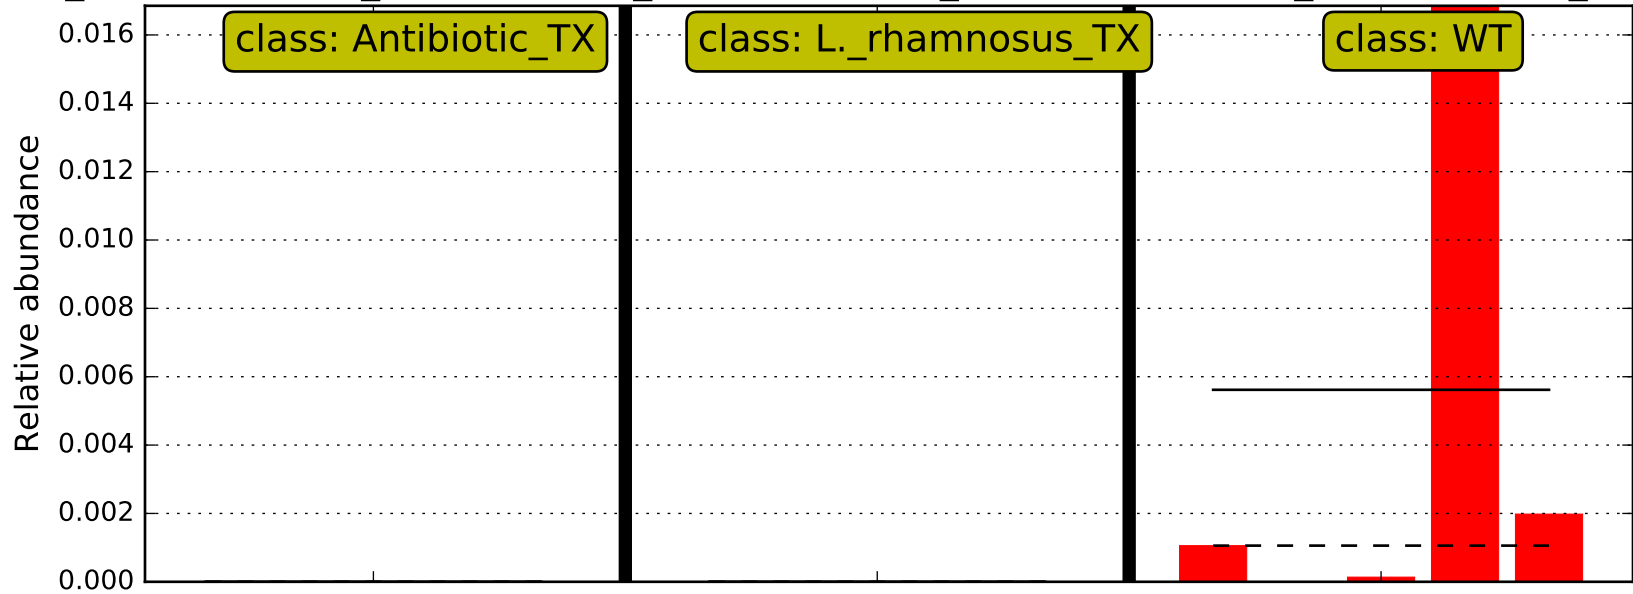 class: Antibiotic_TX
class: L._rhamnosus_TX
class: WT
Relative abundance
0.016
0.014
0.012
0.010
0.008
0.006
0.004
0.002
0.000